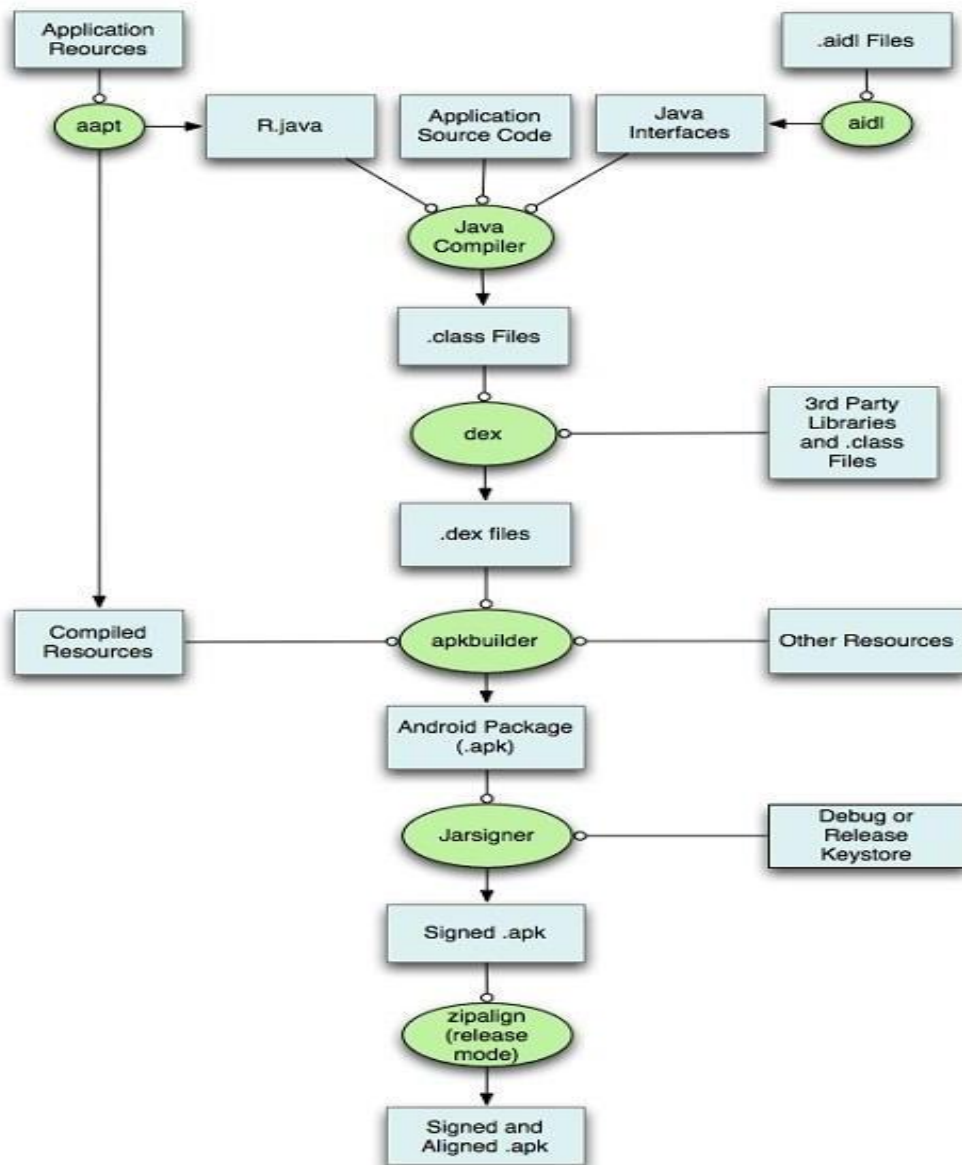 Application
Reources
.aidl Files
aapt
R.java
Application
Source Code
Java
Interfaces
aidl
Java
Compiler
.class Files
dex
3rd Party
Libraries
and .class
Files
.dex files
Compiled
Resources
apkbuilder
Other Resources
Android Package
(.apk)
Jarsigner
Debug or
Release
Keystore
Signed .apk
zipalign
(release
mode)
Signed and
Aligned .apk